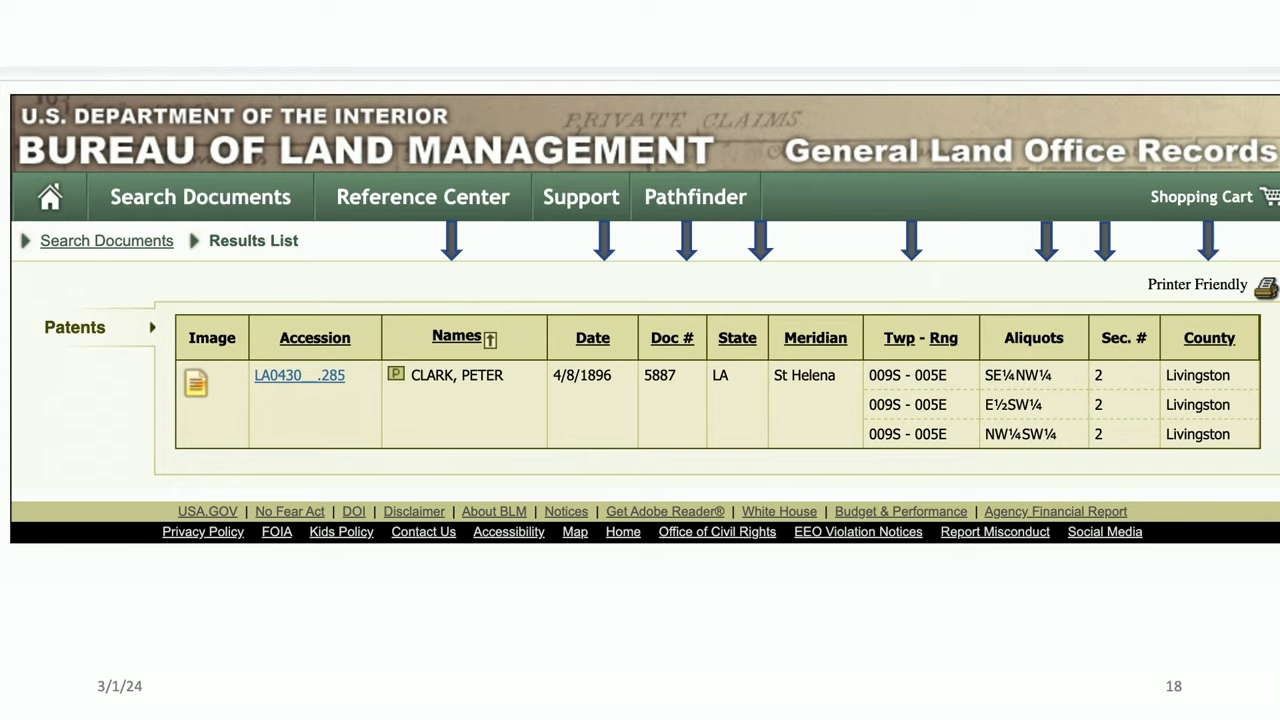 U.S. DEPARTMENT OF THE INTERIOR
BUREAU OF LAND MANAGEMENT
PRIVATE CLAIMS.
General Land Office Records
Search Documents Reference Center Support Pathfinder Shopping Cart
Search Documents Results List
Printer Friendly
Patents
Image Accession Names Date Doc # State Meridian Twp - Rng Aliquots Sec. # County
LA0430__.285 P CLARK, PETER 4/8/1896 5887 LA St Helena 009S - 005E SE¼NW¼ 2 Livingston
009S - 005E E½SW¼ 2 Livingston
009S - 005E NW¼SW¼ 2 Livingston
USA.GOV | No Fear Act | DOI | Disclaimer | About BLM | Notices | Get Adobe Reader® | White House | Budget & Performance | Agency Financial Report
Privacy Policy FOIA Kids Policy Contact Us Accessibility Map Home Office of Civil Rights EEO Violation Notices Report Misconduct Social Media
3/1/24 18